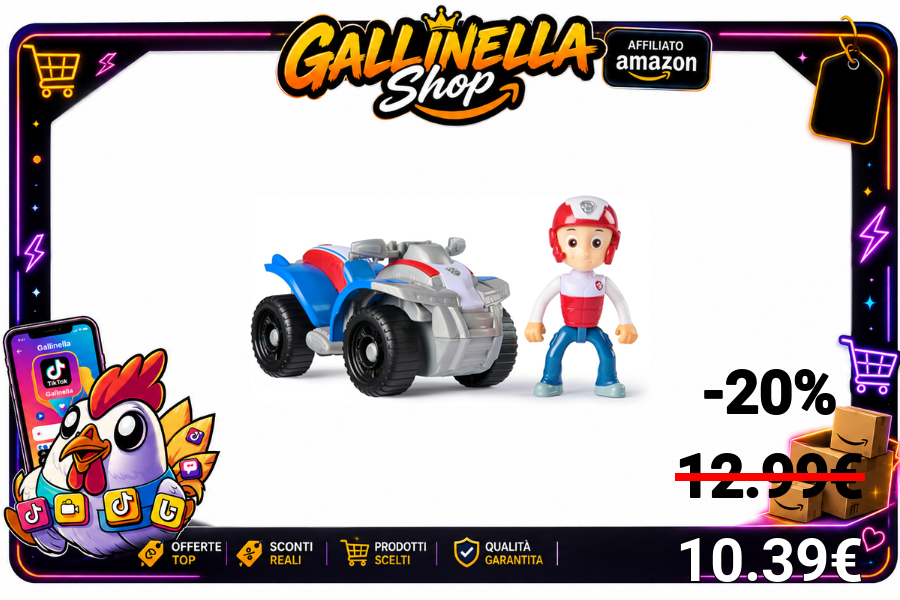 GALLINELLA
Shop
AFFILIATO
amazon
Gallinella
TikTok
Gallinella
-20%
12.99€
10.39€
OFFERTE
TOP
SCONTI
REALI
PRODOTTI
SCELTI
QUALITÀ
GARANTITA